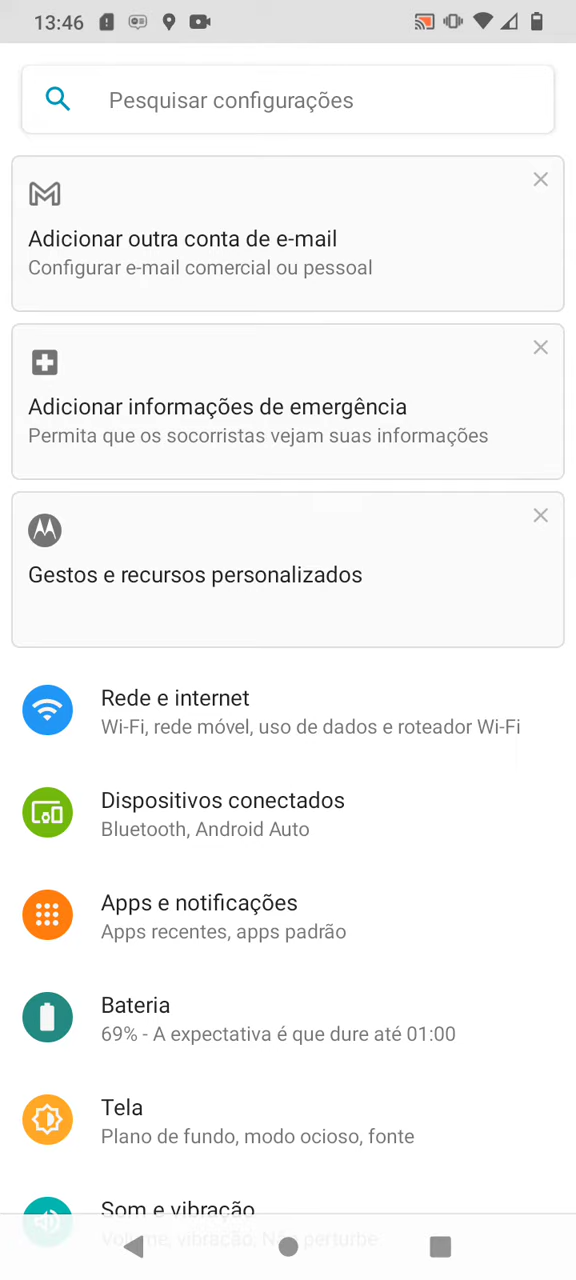 13:46
Pesquisar configurações
Adicionar outra conta de e-mail
Configurar e-mail comercial ou pessoal
Adicionar informações de emergência
Permita que os socorristas vejam suas informações
Gestos e recursos personalizados
Rede e internet
Wi-Fi, rede móvel, uso de dados e roteador Wi-Fi
Dispositivos conectados
Bluetooth, Android Auto
Apps e notificações
Apps recentes, apps padrão
Bateria
69% - A expectativa é que dure até 01:00
Tela
Plano de fundo, modo ocioso, fonte
Som e vibração
Volume, vibração, Não perturbe